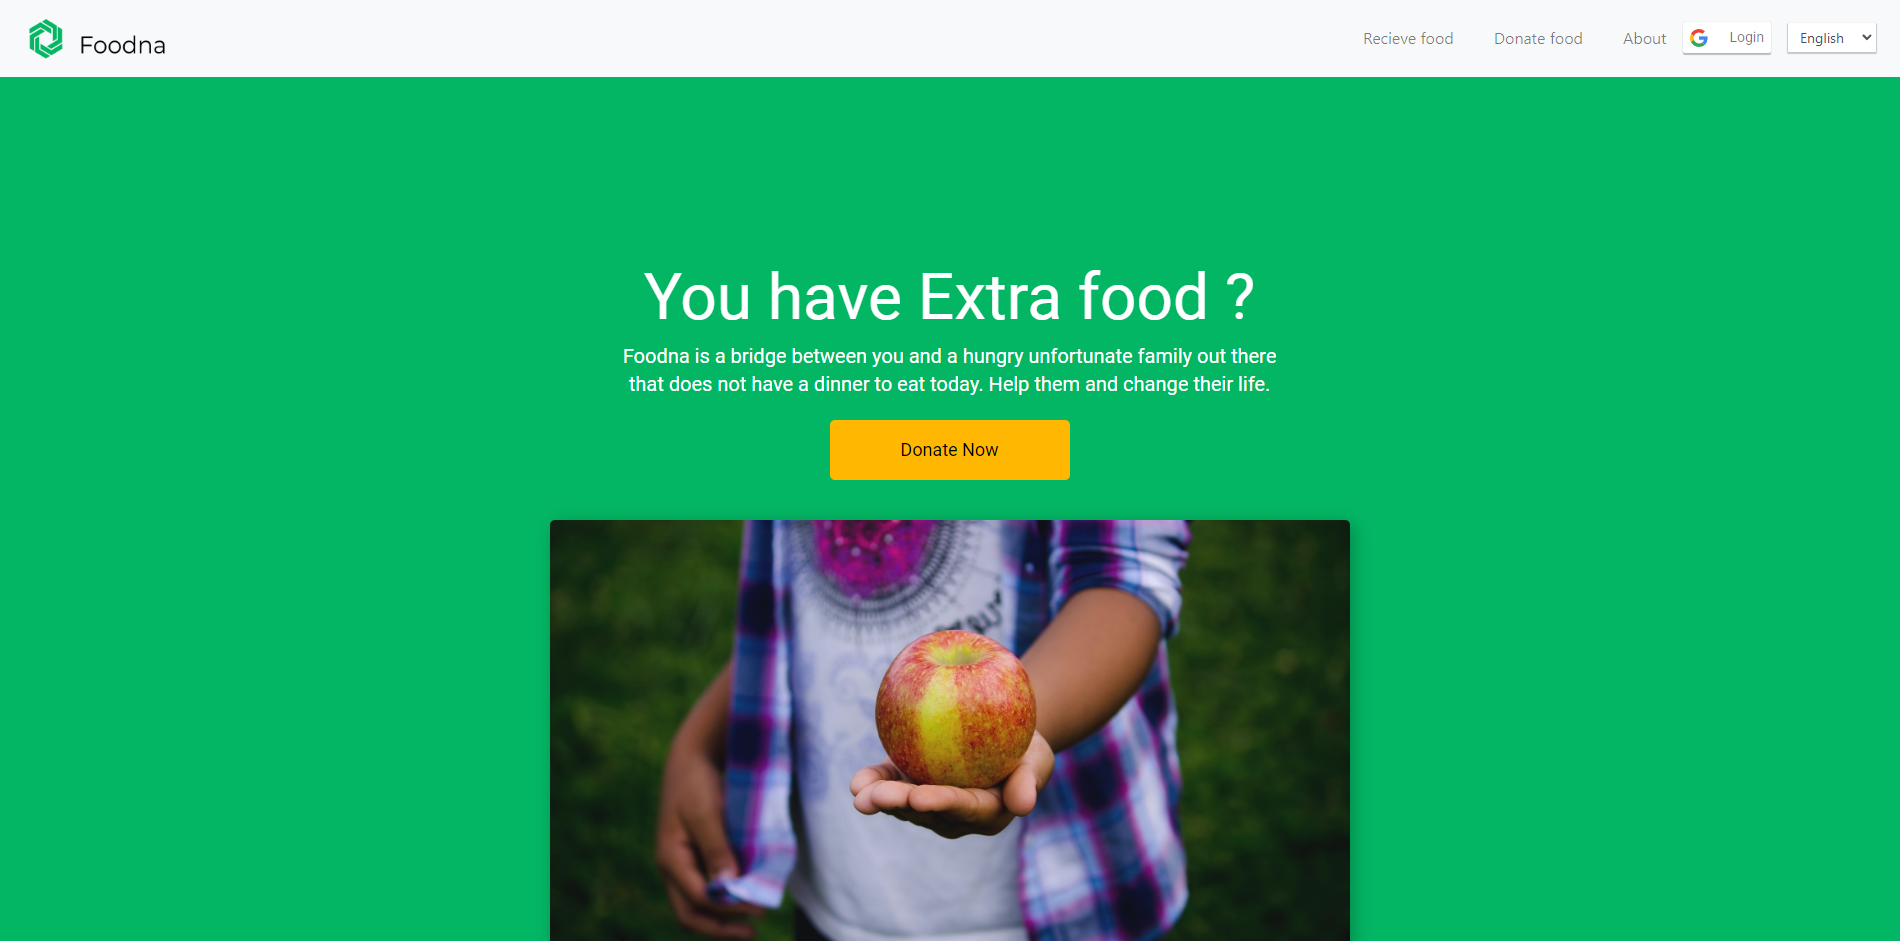 Foodna
Recieve food
Donate food
About
Login
English
You have Extra food ?
Foodna is a bridge between you and a hungry unfortunate family out there
that does not have a dinner to eat today. Help them and change their life.
Donate Now